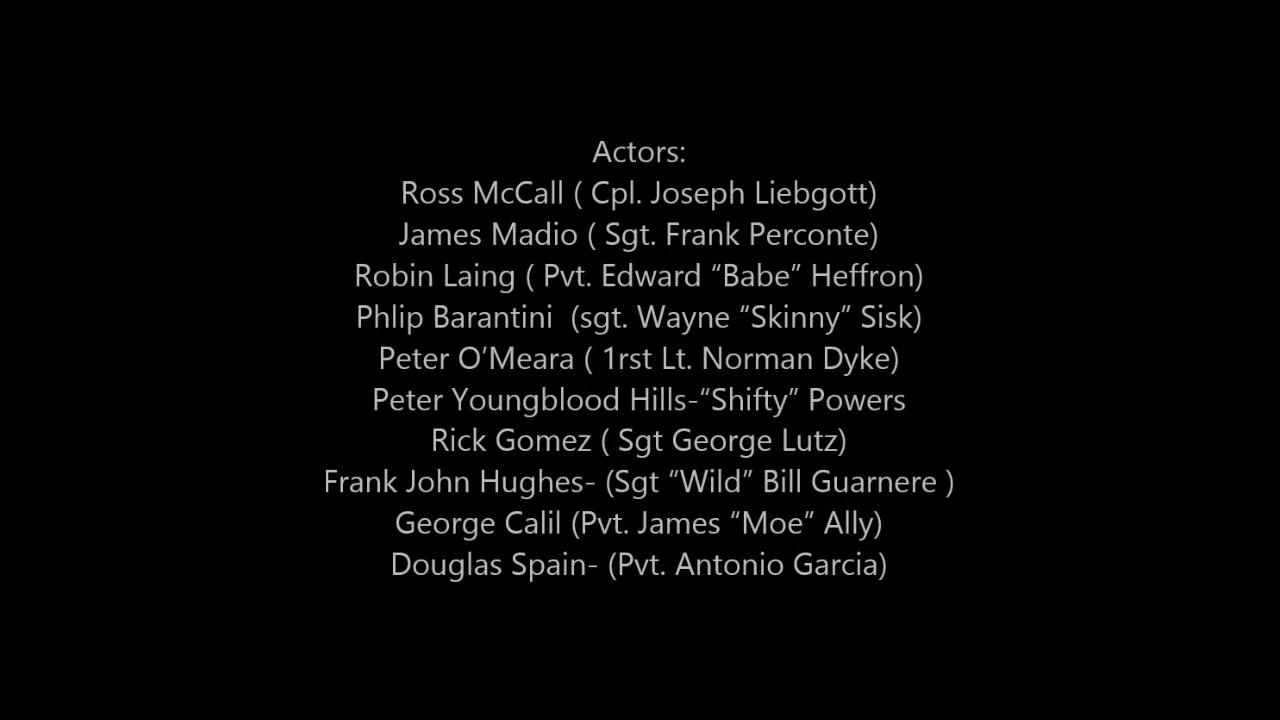 Actors:
Ross McCall ( Cpl. Joseph Liebgott)
James Madio ( Sgt. Frank Perconte)
Robin Laing ( Pvt. Edward “Babe” Heffron)
Phlip Barantini  (sgt. Wayne “Skinny” Sisk)
Peter O’Meara ( 1rst Lt. Norman Dyke)
Peter Youngblood Hills-“Shifty” Powers
Rick Gomez ( Sgt George Lutz)
Frank John Hughes- (Sgt “Wild” Bill Guarnere )
George Calil (Pvt. James “Moe” Ally)
Douglas Spain- (Pvt. Antonio Garcia)